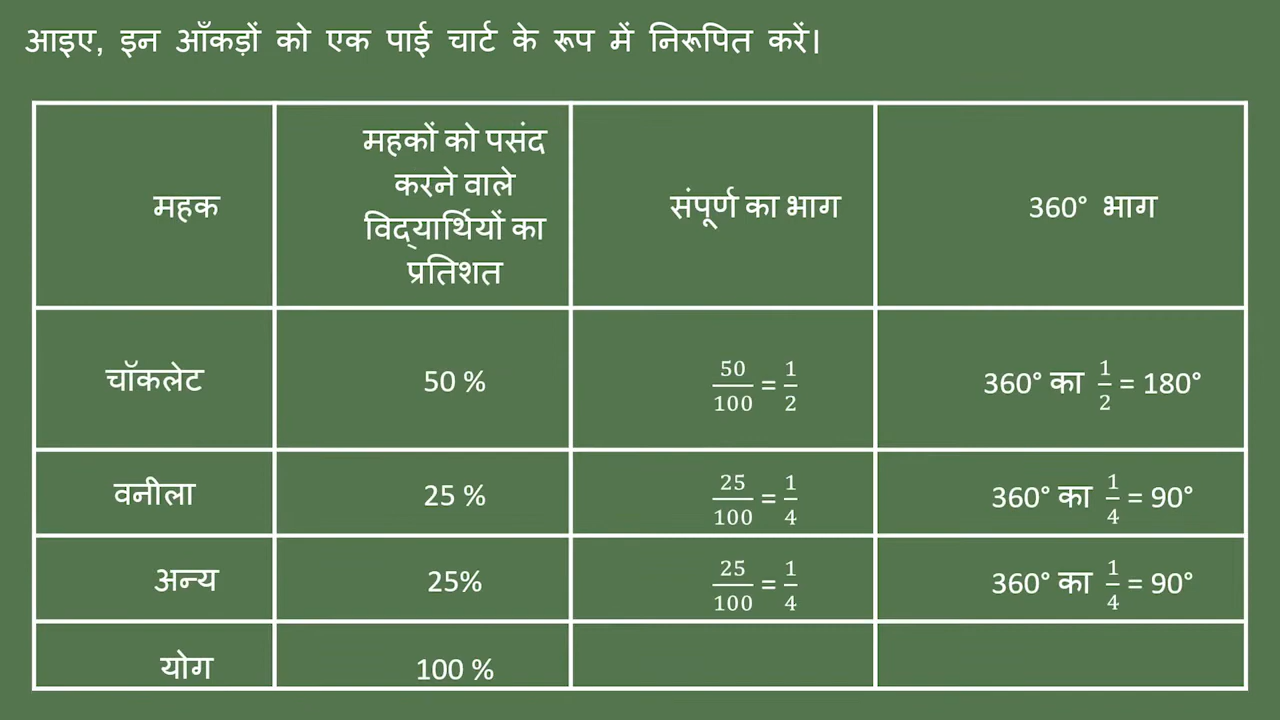 आइए, इन आँकड़ों को एक पाई चार्ट के रूप में निरूपित करें।
महक
महकों को पसंद
करने वाले
विद्यार्थियों का
प्रतिशत
संपूर्ण का भाग
360° भाग
चॉकलेट
50 %
50/100 = 1/2
360° का 1/2 = 180°
वनीला
25 %
25/100 = 1/4
360° का 1/4 = 90°
अन्य
25%
25/100 = 1/4
360° का 1/4 = 90°
योग
100 %